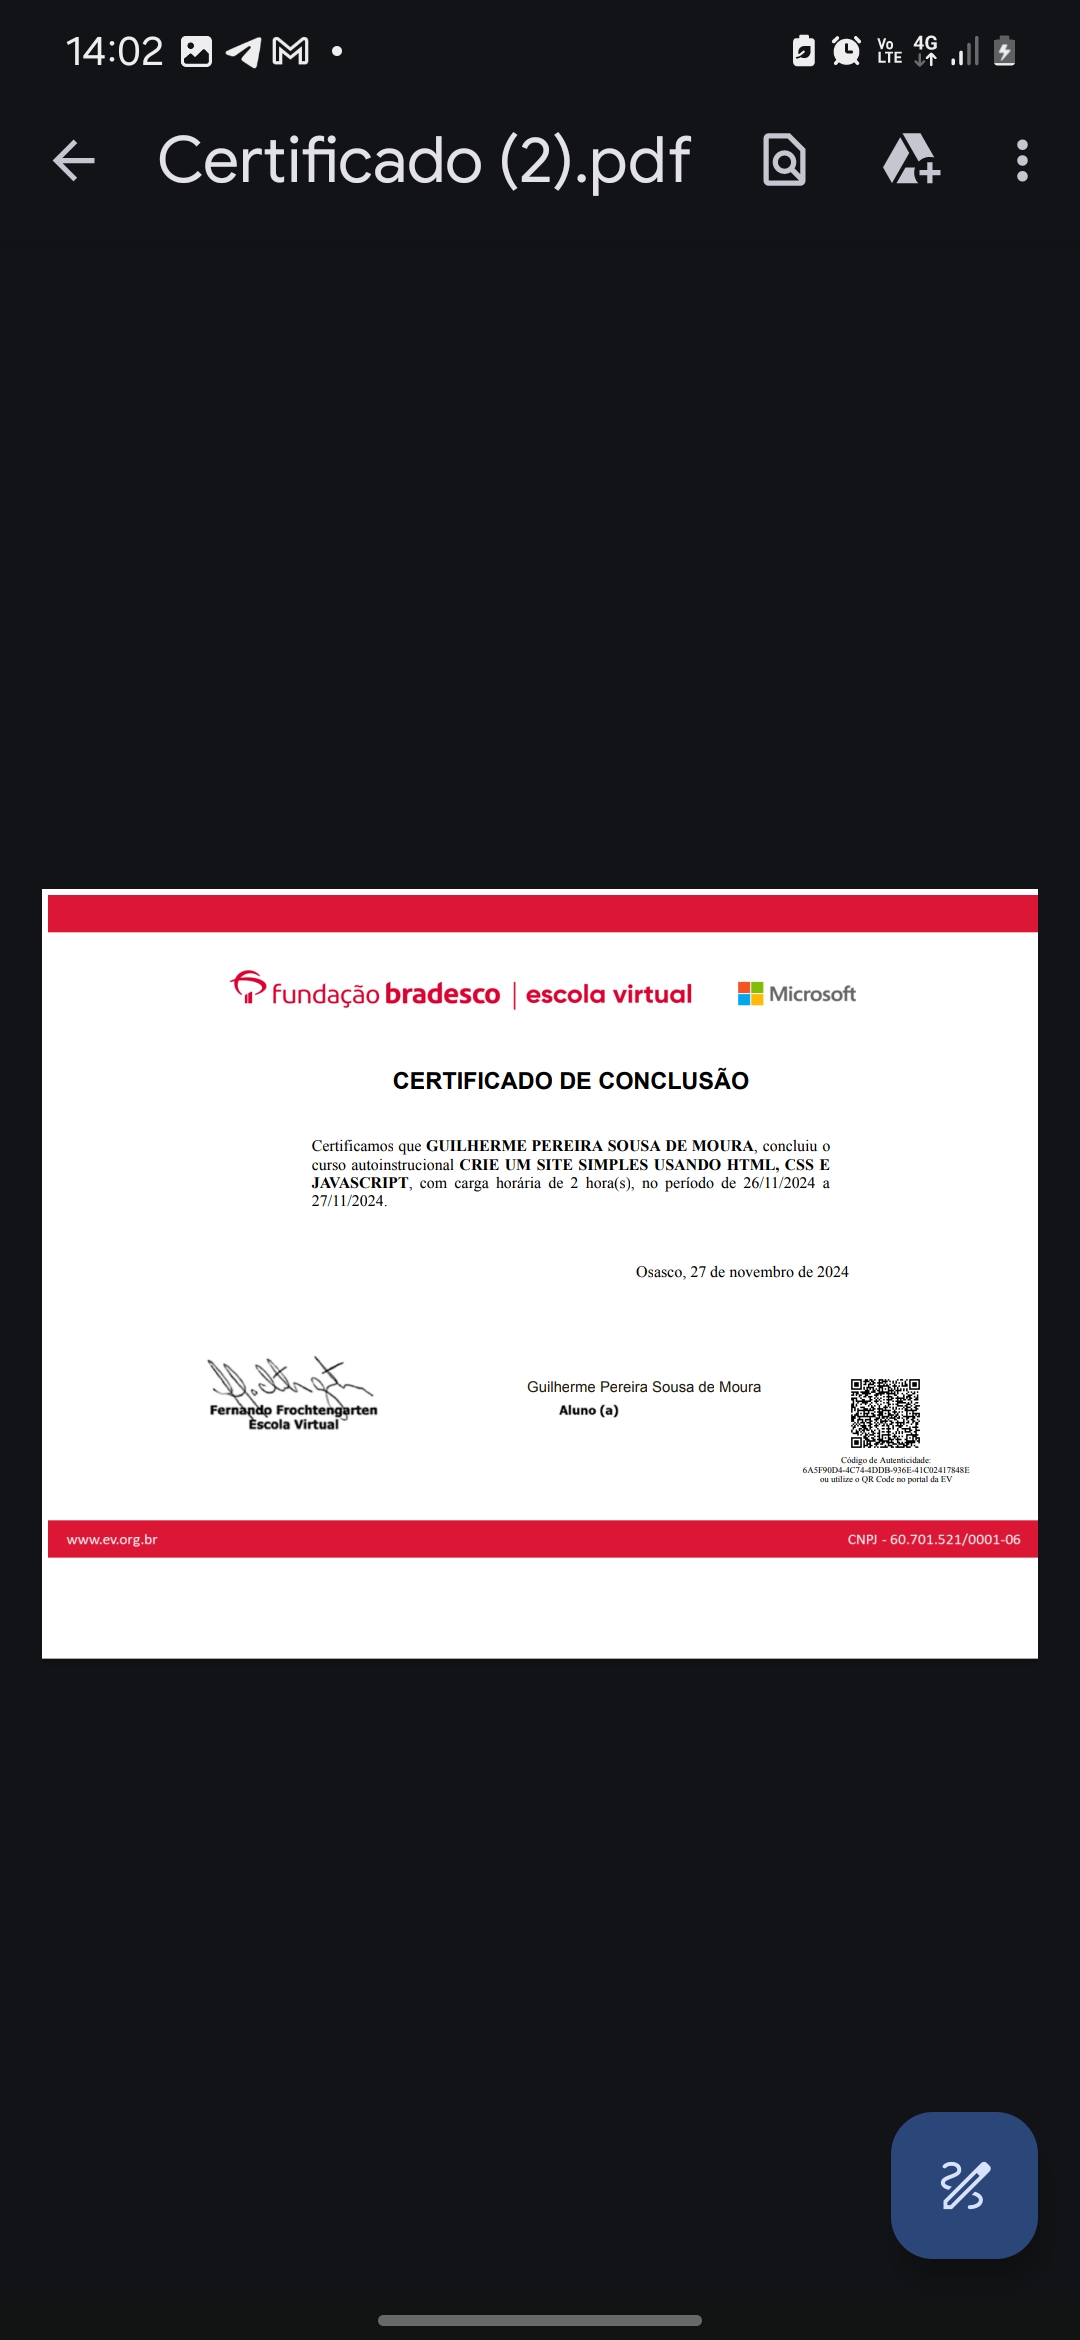 14:02
Vo LTE 4G
Certificado (2).pdf
fundação bradesco | escola virtual
Microsoft
CERTIFICADO DE CONCLUSÃO
Certificamos que GUILHERME PEREIRA SOUSA DE MOURA, concluiu o
curso autoinstrucional CRIE UM SITE SIMPLES USANDO HTML, CSS E
JAVASCRIPT, com carga horária de 2 hora(s), no período de 26/11/2024 a
27/11/2024.
Osasco, 27 de novembro de 2024
Fernando Frochtengarten
Escola Virtual
Guilherme Pereira Sousa de Moura
Aluno (a)
Código de Autenticidade:
6A5F90D4-4C74-4DDB-936E-41C02417848E
ou utilize o QR Code no portal da EV
www.ev.org.br
CNPJ - 60.701.521/0001-06